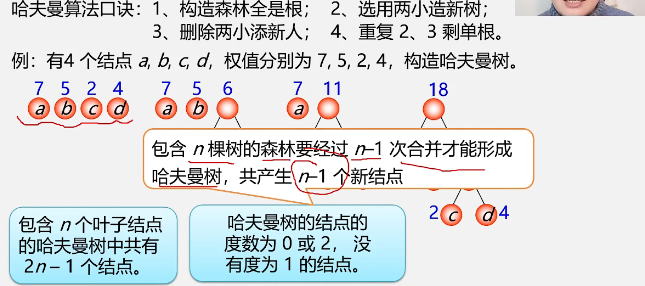 哈夫曼算法口诀：1、构造森林全是根； 2、选用两小造新树；
3、删除两小添新人； 4、重复 2、3 剩单根。
例：有4 个结点 a, b, c, d，权值分别为 7, 5, 2, 4，构造哈夫曼树。
7 5 2 4 7 5 6 7 11 18
a b c d a b a
包含 n 棵树的森林要经过 n–1 次合并才能形成
哈夫曼树，共产生 n–1 个新结点
2 c d 4
包含 n 个叶子结点
的哈夫曼树中共有
2n – 1 个结点。
哈夫曼树的结点的
度数为 0 或 2， 没
有度为 1 的结点。